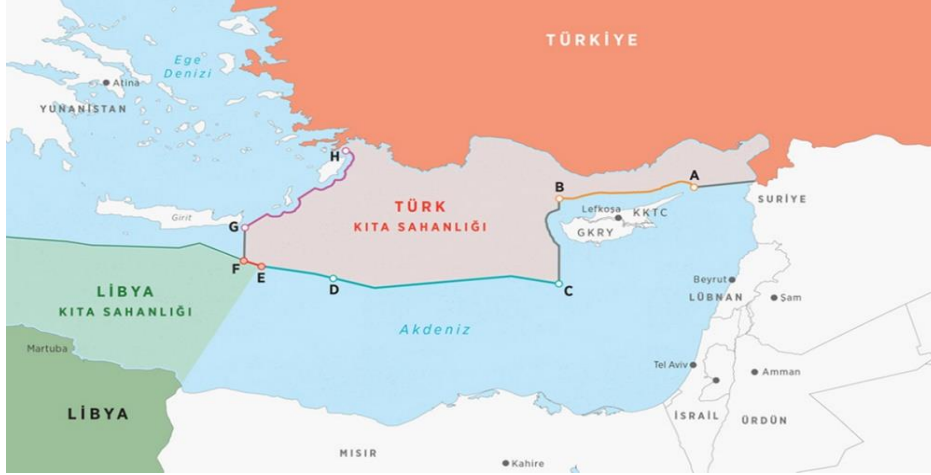 TÜRKİYE
Ege
Denizi
Atina
YUNANİSTAN
H
A
B
SURİYE
TÜRK
KITA SAHANLIĞI
Lefkoşa
KKTC
GKRY
Girit
G
F
E
D
C
Beyrut
LÜBNAN
Şam
LİBYA
KITA SAHANLIĞI
Akdeniz
Martuba
Tel Aviv
Amman
LİBYA
İSRAİL
ÜRDÜN
MISIR
Kahire